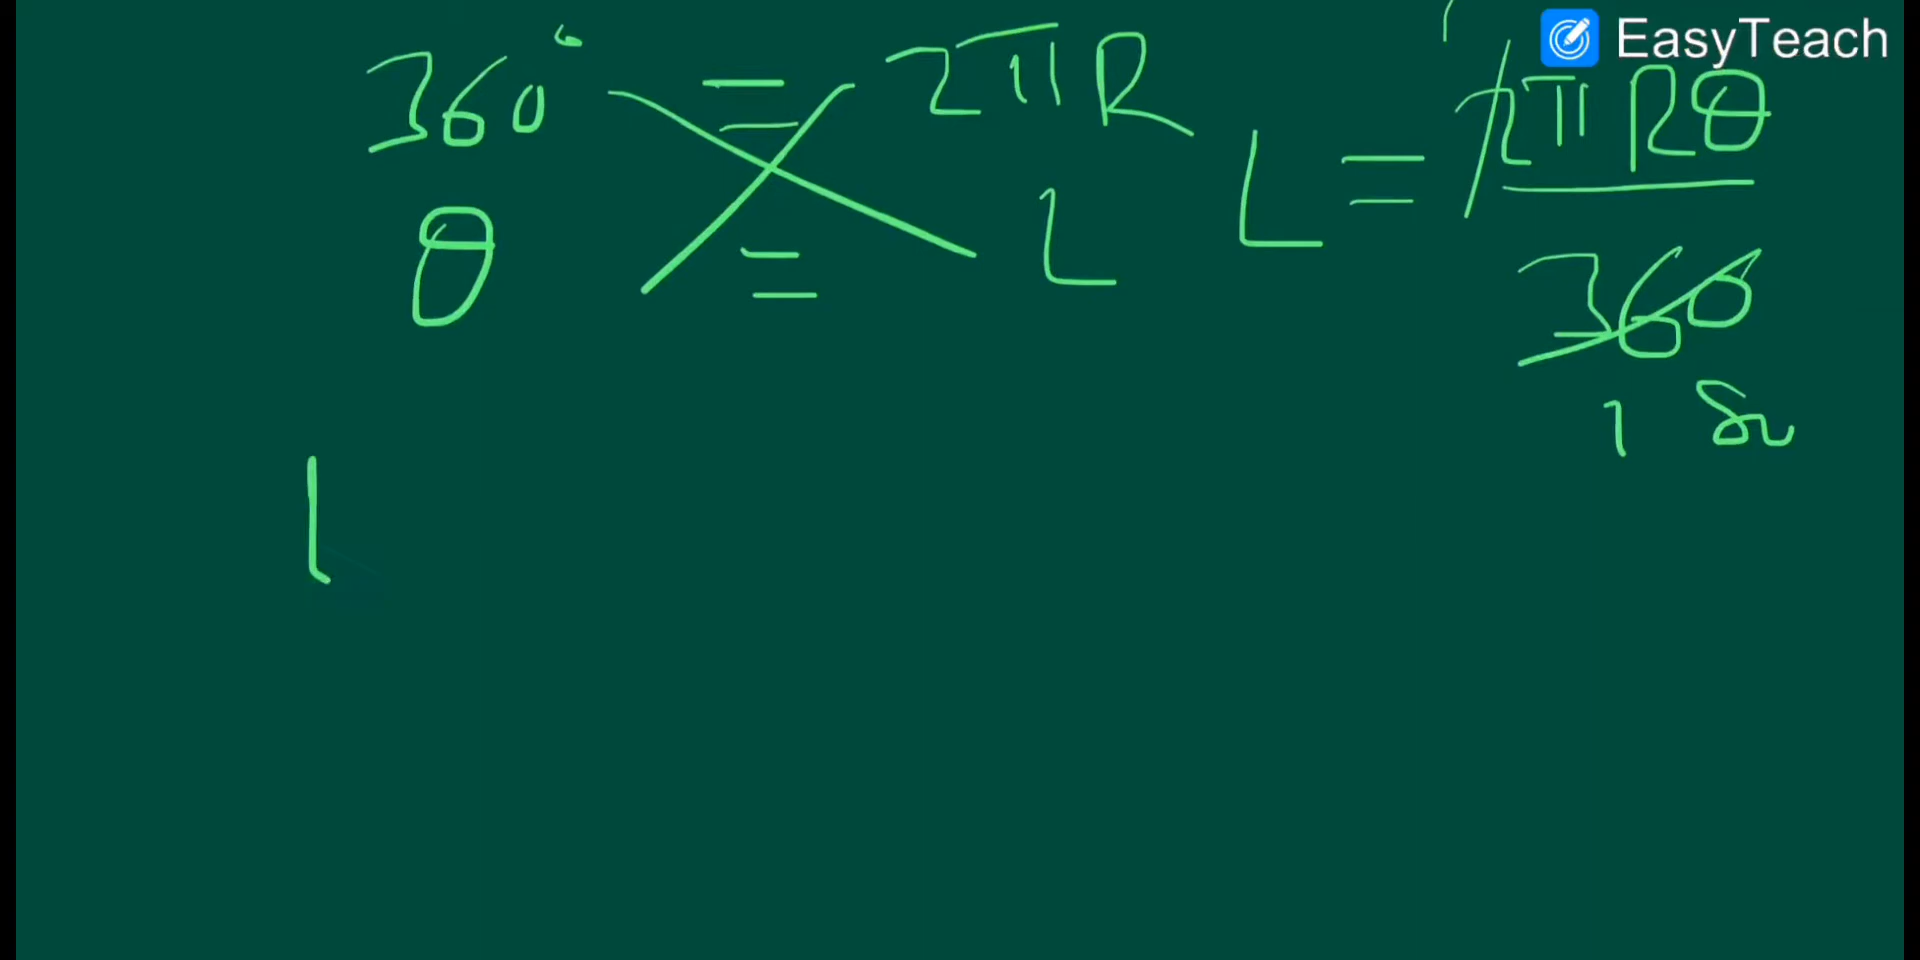 EasyTeach
360° = 2πR
θ = L
L = 2πRθ
360
180
L